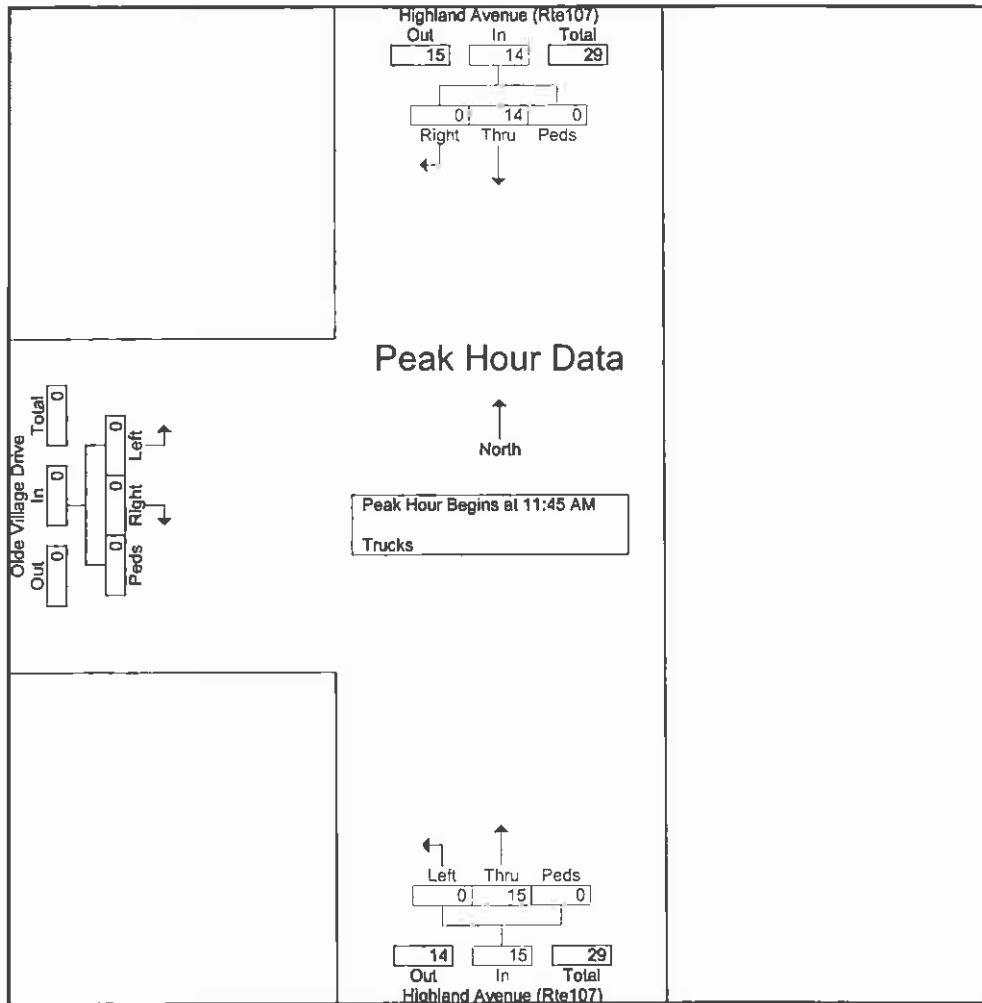 Highland Avenue (Rte107)
Out In Total
15 14 29
0 14 0
Right Thru Peds
Peak Hour Data
North
Peak Hour Begins at 11:45 AM
Trucks
Olde Village Drive
Out In Total
0 0 0
0 0 0
Peds Right Left
Left Thru Peds
0 15 0
14 15 29
Out In Total
Highland Avenue (Rte107)